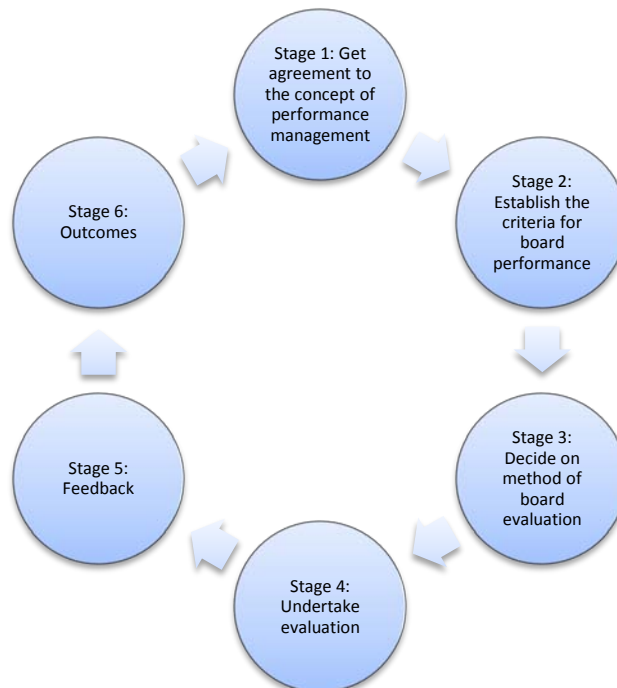 Stage 1: Get
agreement to
the concept of
performance
management
Stage 2:
Establish the
criteria for
board
performance
Stage 3:
Decide on
method of
board
evaluation
Stage 4:
Undertake
evaluation
Stage 5:
Feedback
Stage 6:
Outcomes